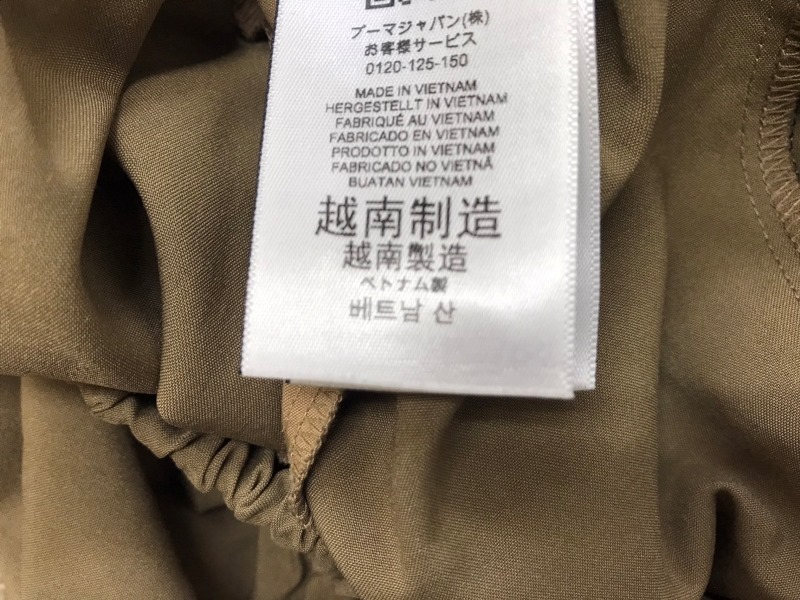 プーマジャパン(株)
お客様サービス
0120-125-150
MADE IN VIETNAM
HERGESTELLT IN VIETNAM
FABRIQUÉ AU VIETNAM
FABRICADO EN VIETNAM
PRODOTTO IN VIETNAM
FABRICADO NO VIETNÃ
BUATAN VIETNAM
越南制造
越南製造
ベトナム製
베트남 산